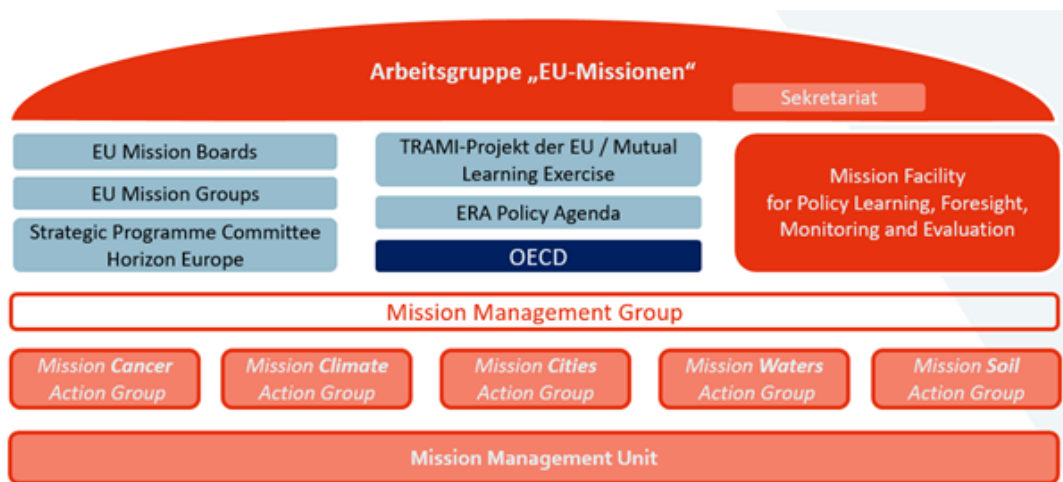 Arbeitsgruppe „EU-Missionen“
Sekretariat
EU Mission Boards
EU Mission Groups
Strategic Programme Committee
Horizon Europe
TRAMI-Projekt der EU / Mutual
Learning Exercise
ERA Policy Agenda
OECD
Mission Facility
for Policy Learning, Foresight,
Monitoring and Evaluation
Mission Management Group
Mission Cancer
Action Group
Mission Climate
Action Group
Mission Cities
Action Group
Mission Waters
Action Group
Mission Soil
Action Group
Mission Management Unit